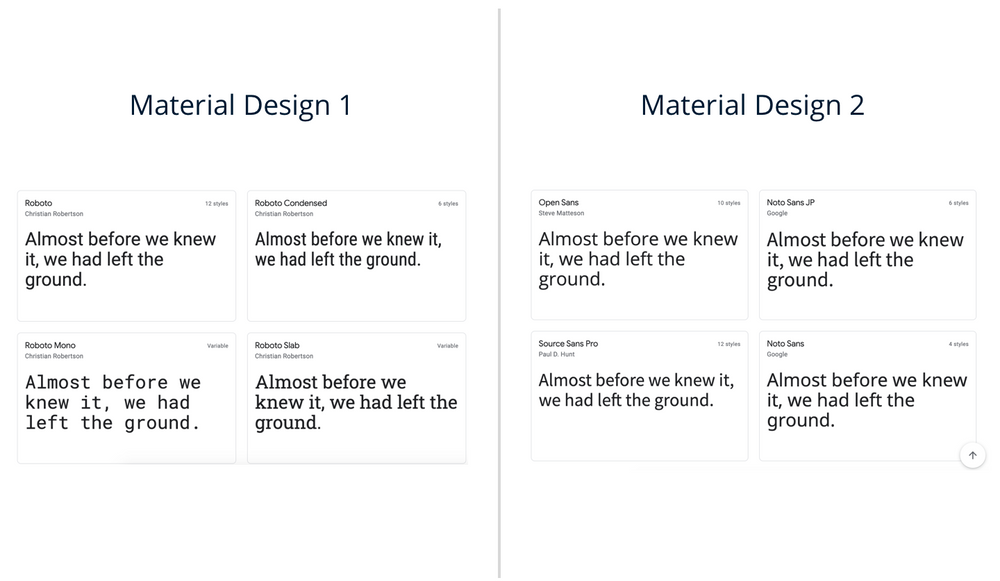 Material Design 1
Roboto
12 styles
Christian Robertson
Almost before we knew
it, we had left the
ground.
Roboto Condensed
6 styles
Christian Robertson
Almost before we knew it,
we had left the ground.
Roboto Mono
Variable
Christian Robertson
Almost before we
knew it, we had
left the ground.
Roboto Slab
Variable
Christian Robertson
Almost before we
knew it, we had left the
ground.
Material Design 2
Open Sans
10 styles
Steve Matteson
Almost before we knew
it, we had left the
ground.
Noto Sans JP
6 styles
Google
Almost before we knew
it, we had left the
ground.
Source Sans Pro
12 styles
Paul D. Hunt
Almost before we knew it,
we had left the ground.
Noto Sans
4 styles
Google
Almost before we knew
it, we had left the
ground.